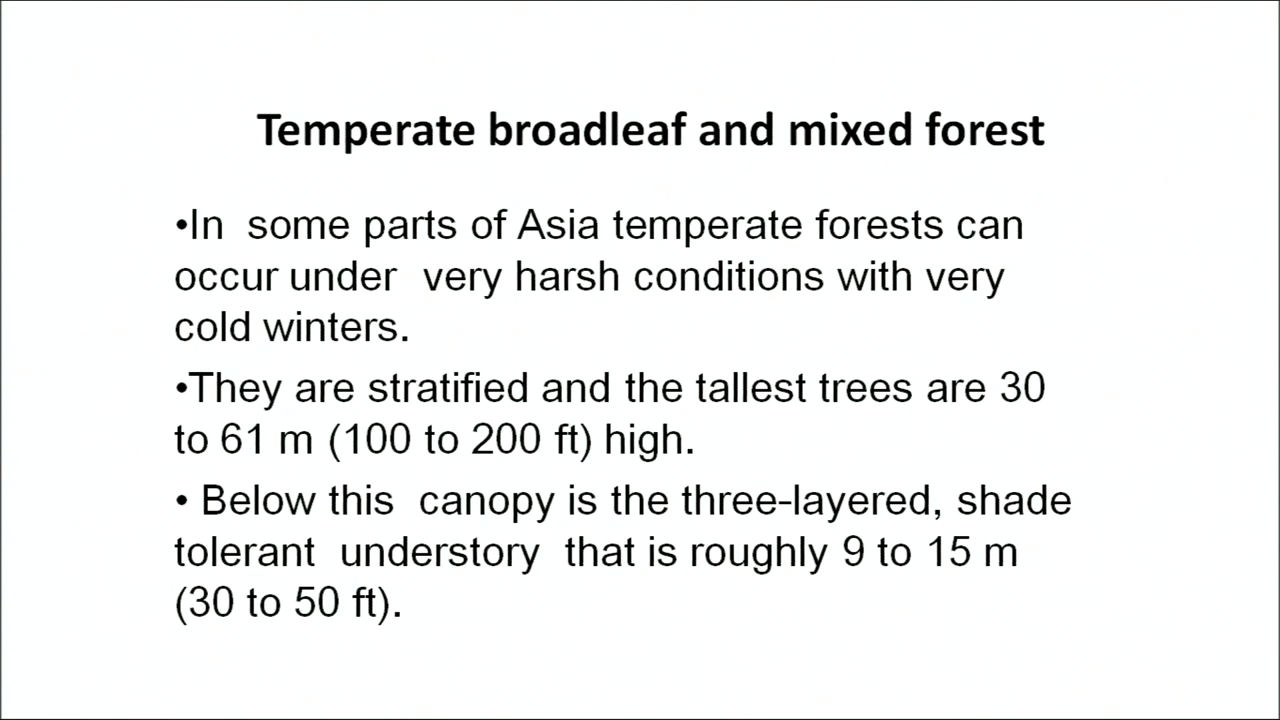 Temperate broadleaf and mixed forest
•In  some parts of Asia temperate forests can
occur under  very harsh conditions with very
cold winters.
•They are stratified and the tallest trees are 30
to 61 m (100 to 200 ft) high.
• Below this  canopy is the three-layered, shade
tolerant  understory  that is roughly 9 to 15 m
(30 to 50 ft).